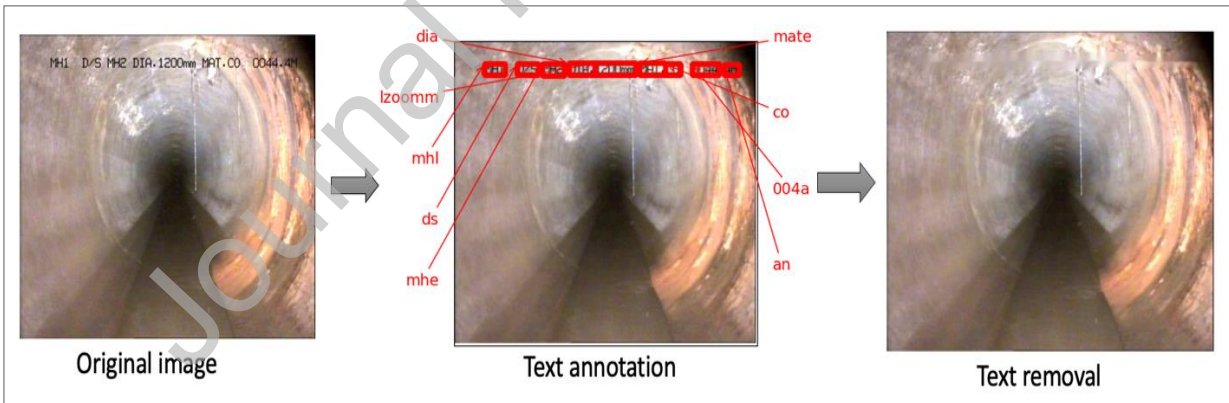 MH1 D/S MH2 DIA.1200mm MAT.CO 0044.4M
dia
mate
lzoomm
co
mhl
004a
ds
an
mhe
Original image
Text annotation
Text removal
Journal